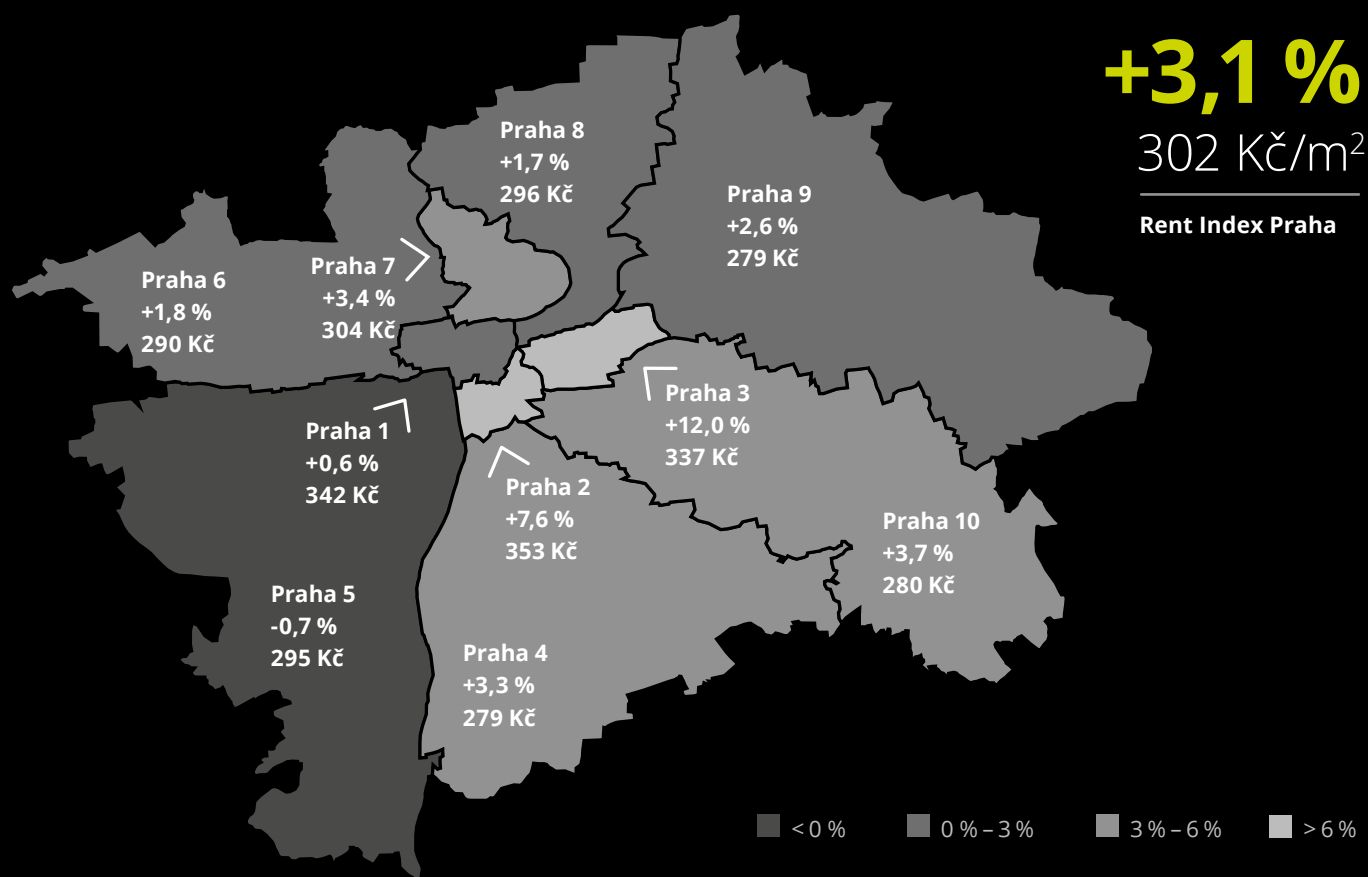 +3,1 %
302 Kč/m²
Rent Index Praha
Praha 8
+1,7 %
296 Kč
Praha 9
+2,6 %
279 Kč
Praha 6
+1,8 %
290 Kč
Praha 7
+3,4 %
304 Kč
Praha 3
+12,0 %
337 Kč
Praha 1
+0,6 %
342 Kč
Praha 2
+7,6 %
353 Kč
Praha 10
+3,7 %
280 Kč
Praha 5
-0,7 %
295 Kč
Praha 4
+3,3 %
279 Kč
< 0 %
0 % – 3 %
3 % – 6 %
> 6 %